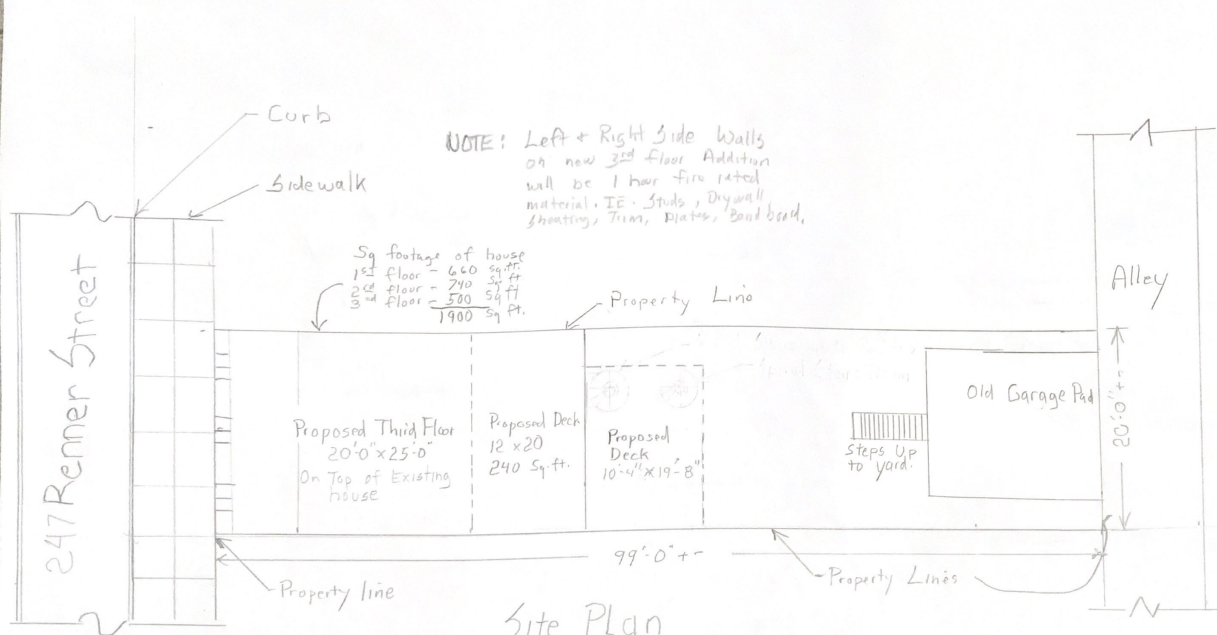 Curb
Sidewalk
NOTE: Left + Right Side Walls
on new 3rd floor Addition
will be 1 hour fire rated
material. IE. Studs, Drywall
Sheating, Trim, Plates, Band board.
Sq footage of house
1st floor - 660 sq.ft.
2nd floor - 740 sq ft
3rd floor - 500 sq ft
1900 sq ft.
Property Line
Alley
247 Renner Street
Proposed Third Floor
20'-0" x 25'-0"
On Top of Existing
house
Proposed Deck
12 x 20
240 Sq.ft.
Proposed
Deck
10'-4" x 19'-8"
Steps Up
to yard.
Old Garage Pad
20'-0" +-
99'-0" +-
Property line
Property Lines
Site Plan